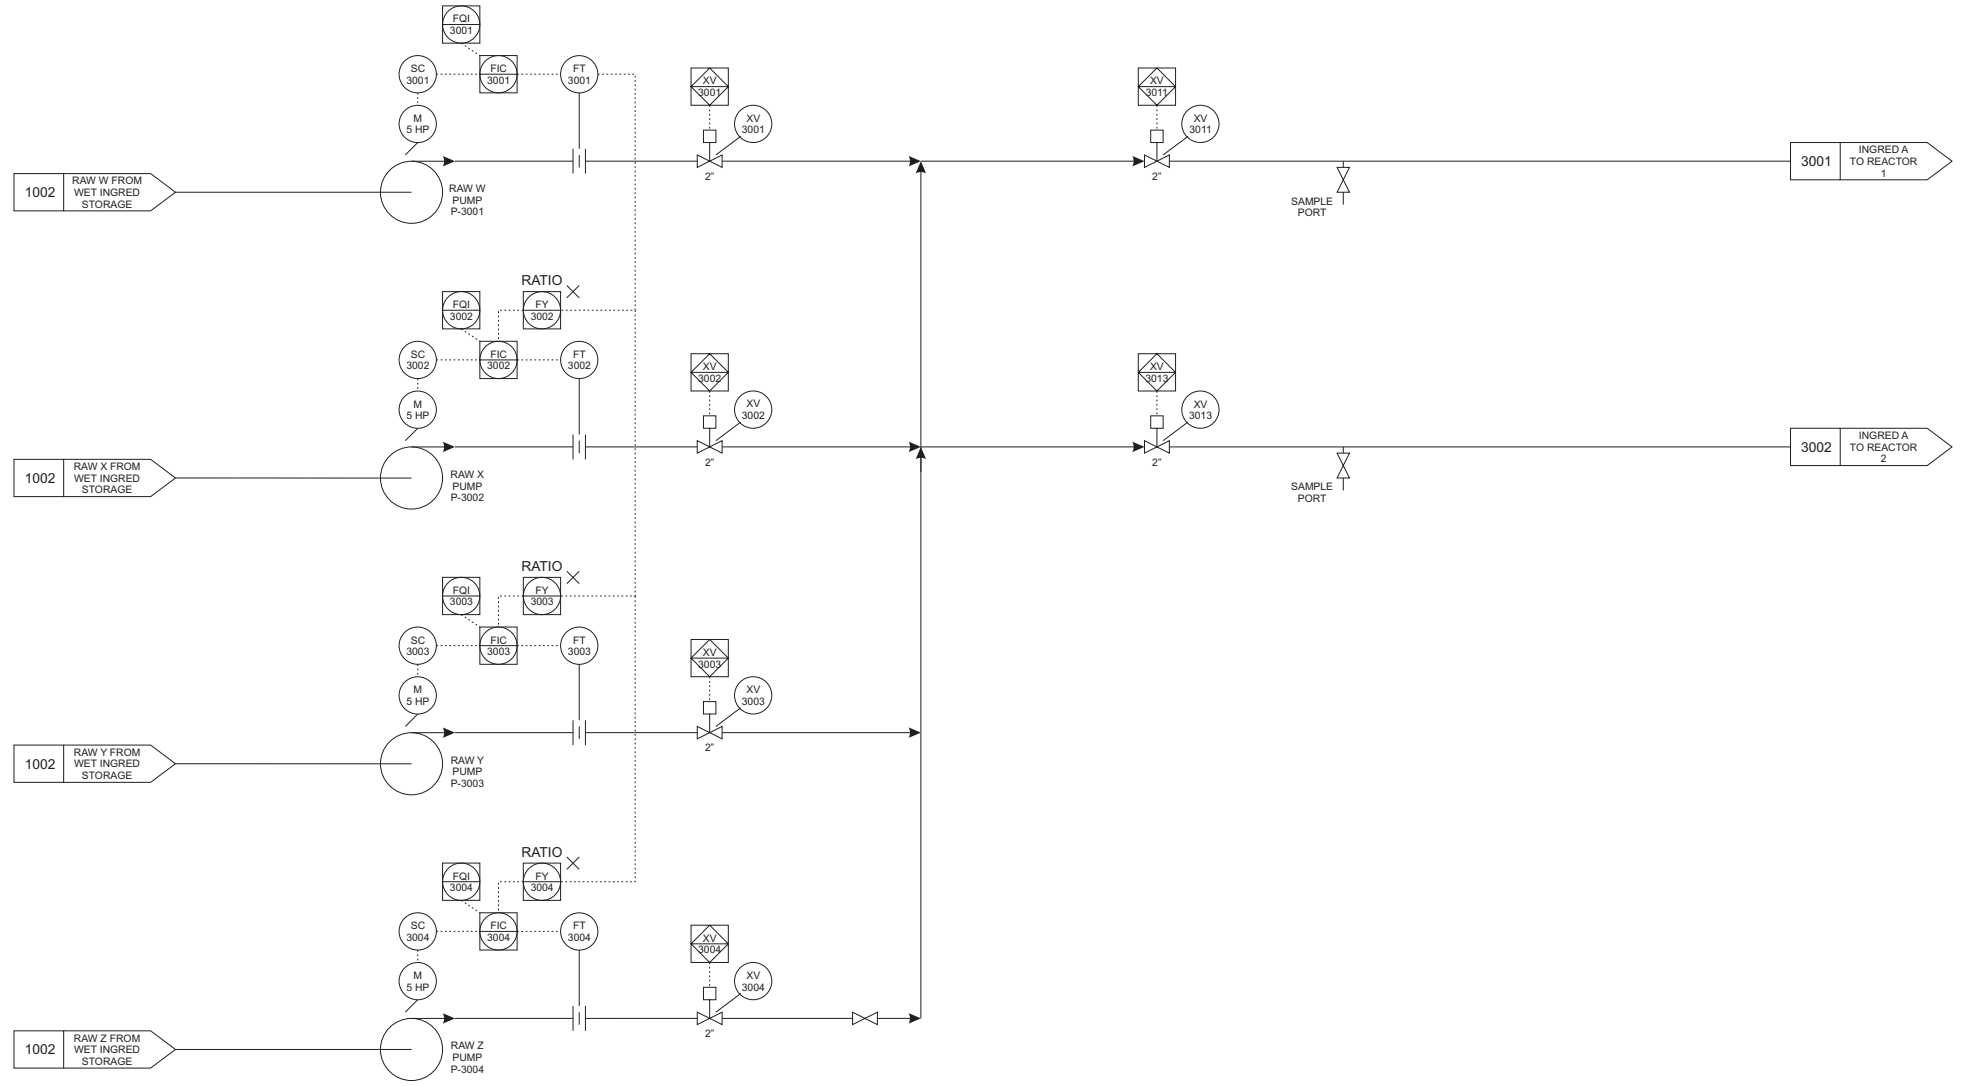 FQI
3001
SC
3001
FIC
3001
FT
3001
M
5 HP
XV
3001
XV
3001
2"
XV
3011
XV
3011
2"
1002
RAW W FROM
WET INGRED
STORAGE
RAW W
PUMP
P-3001
SAMPLE
PORT
3001
INGRED A
TO REACTOR
1
RATIO
FQI
3002
FY
3002
SC
3002
FIC
3002
FT
3002
M
5 HP
XV
3002
XV
3002
2"
XV
3013
XV
3013
2"
1002
RAW X FROM
WET INGRED
STORAGE
RAW X
PUMP
P-3002
SAMPLE
PORT
3002
INGRED A
TO REACTOR
2
RATIO
FQI
3003
FY
3003
SC
3003
FIC
3003
FT
3003
M
5 HP
XV
3003
XV
3003
2"
1002
RAW Y FROM
WET INGRED
STORAGE
RAW Y
PUMP
P-3003
RATIO
FQI
3004
FY
3004
SC
3004
FIC
3004
FT
3004
M
5 HP
XV
3004
XV
3004
2"
1002
RAW Z FROM
WET INGRED
STORAGE
RAW Z
PUMP
P-3004